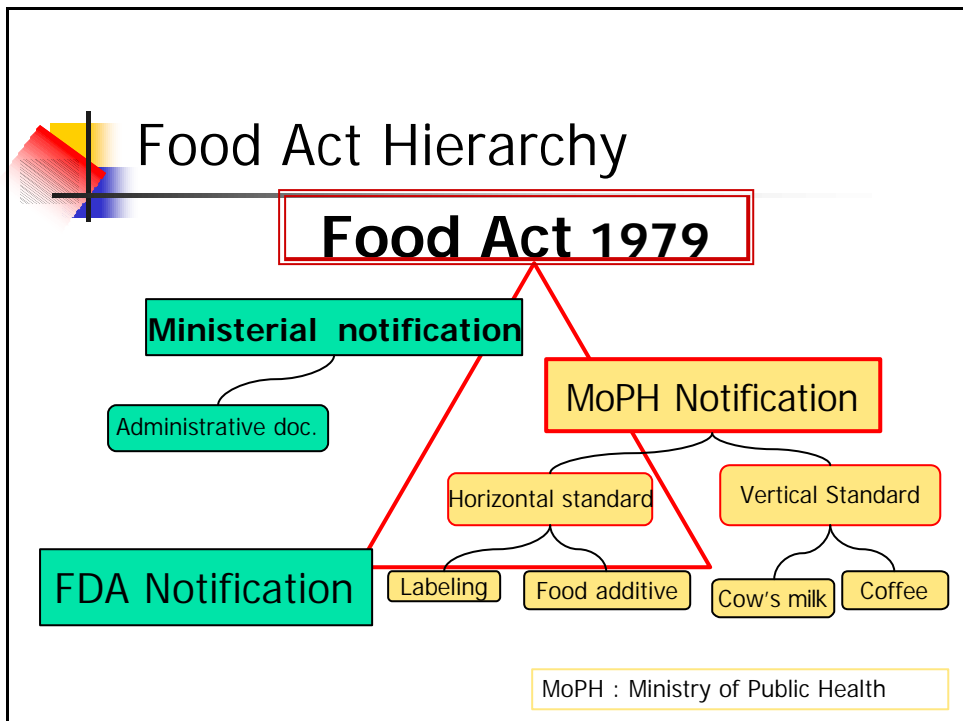 Food Act Hierarchy
Food Act 1979
Ministerial notification
MoPH Notification
Administrative doc.
Horizontal standard
Vertical Standard
FDA Notification
Labeling
Food additive
Cow's milk
Coffee
MoPH : Ministry of Public Health